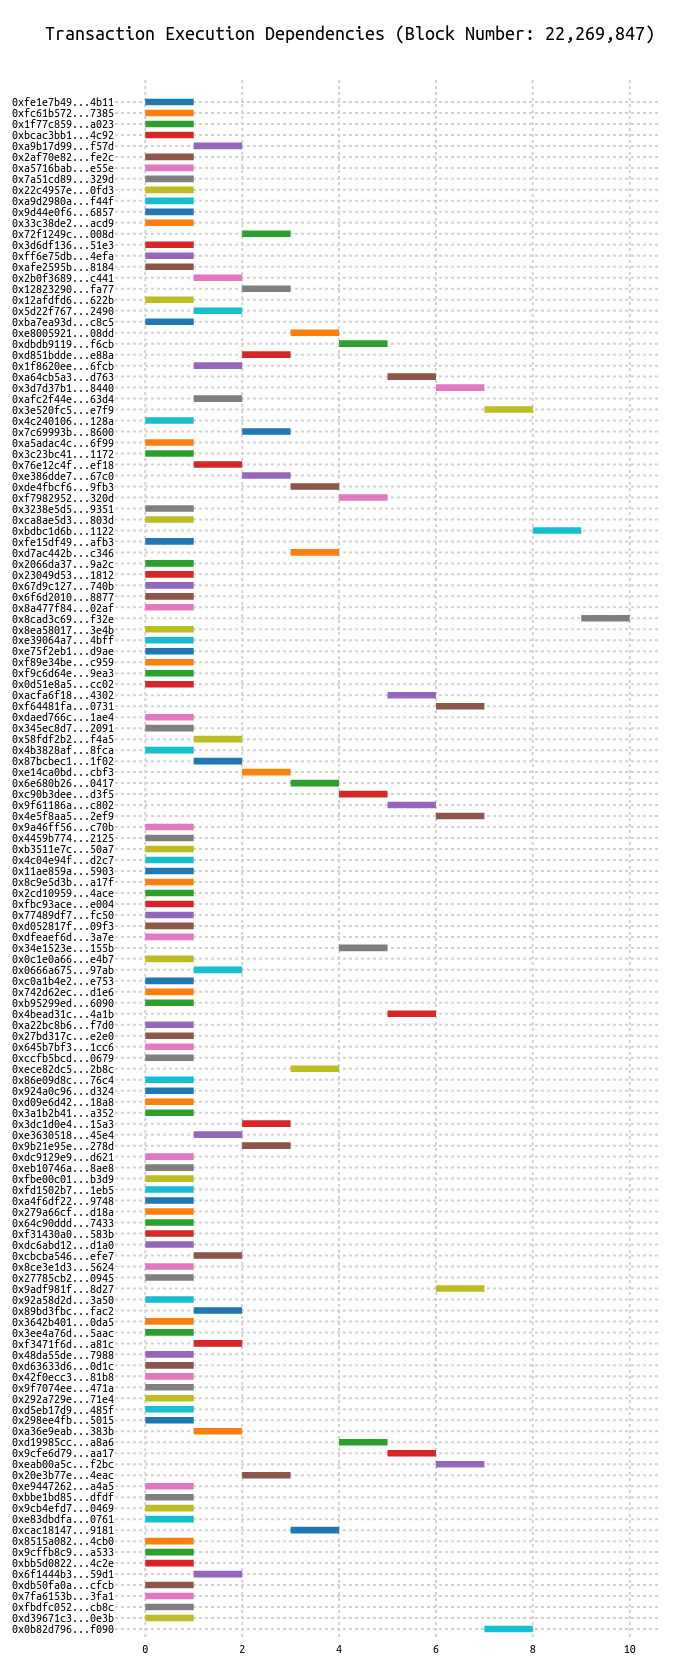 Transaction Execution Dependencies (Block Number: 22,269,847)
0xfe1e7b49...4b11
0xfc61b572...7385
0x1f77c859...a023
0xbcac3bb1...4c92
0xa9b17d99...f57d
0x2af70e82...fe2c
0xa5716bab...e55e
0x7a51cd89...329d
0x22c4957e...0fd3
0xa9d2980a...f44f
0x9d44e0f6...6857
0x33c38de2...acd9
0x72f1249c...008d
0x3d6df136...51e3
0xff6e75db...4efa
0xafe2595b...8184
0x2b0f3689...c441
0x12823290...fa77
0x12afdfd6...622b
0x5d22f767...2490
0xba7ea93d...c8c5
0xe8005921...08dd
0xdbdb9119...f6cb
0xd851bdde...e88a
0x1f8620ee...6fcb
0xa64cb5a3...d763
0x3d7d37b1...8440
0xafc2f44e...63d4
0x3e520fc5...e7f9
0x4c240106...128a
0x7c69993b...8600
0xa5adac4c...6f99
0x3c23bc41...1172
0x76e12c4f...ef18
0xe386dde7...67c0
0xde4fbcf6...9fb3
0xf7982952...320d
0x3238e5d5...9351
0xca8ae5d3...803d
0xbdbc1d6b...1122
0xfe15df49...afb3
0xd7ac442b...c346
0x2066da37...9a2c
0x23049d53...1812
0x67d9c127...740b
0x6f6d2010...8877
0x8a477f84...02af
0x8cad3c69...f32e
0x8ea58017...3e4b
0xe39064a7...4bff
0xe75f2eb1...d9ae
0xf89e34be...c959
0xf9c6d64e...9ea3
0x0d51e8a5...cc02
0xacfa6f18...4302
0xf64481fa...0731
0xdaed766c...1ae4
0x345ec8d7...2091
0x58fdf2b2...f4a5
0x4b3828af...8fca
0x87bcbec1...1f02
0xe14ca0bd...cbf3
0x6e680b26...0417
0xc90b3dee...d3f5
0x9f61186a...c802
0x4e5f8aa5...2ef9
0x9a46ff56...c70b
0x4459b774...2125
0xb3511e7c...50a7
0x4c04e94f...d2c7
0x11ae859a...5903
0x8c9e5d3b...a17f
0x2cd10959...4ace
0xfbc93ace...e004
0x77489df7...fc50
0xd052817f...09f3
0xdfeaef6d...3a7e
0x34e1523e...155b
0x0c1e0a66...e4b7
0x0666a675...97ab
0xc0a1b4e2...e753
0x742d62ec...d1e6
0xb95299ed...6090
0x4bead31c...4a1b
0xa22bc8b6...f7d0
0x27bd317c...e2e0
0x645b7bf3...1cc6
0xccfb5bcd...0679
0xece82dc5...2b8c
0x86e09d8c...76c4
0x924a0c96...d324
0xd09e6d42...18a8
0x3a1b2b41...a352
0x3dc1d0e4...15a3
0xe3630518...45e4
0x9b21e95e...278d
0xdc9129e9...d621
0xeb10746a...8ae8
0xfbe00c01...b3d9
0xfd1502b7...1eb5
0xa4f6df22...9748
0x279a66cf...d18a
0x64c90ddd...7433
0xf31430a0...583b
0xdc6abd12...d1a0
0xcbcba546...efe7
0x8ce3e1d3...5624
0x27785cb2...0945
0x9adf981f...8d27
0x92a58d2d...3a50
0x89bd3fbc...fac2
0x3642b401...0da5
0x3ee4a76d...5aac
0xf3471f6d...a81c
0x48da55de...7988
0xd63633d6...0d1c
0x42f0ecc3...81b8
0x9f7074ee...471a
0x292a729e...71e4
0xd5eb17d9...485f
0x298ee4fb...5015
0xa36e9eab...383b
0xd19985cc...a8a6
0x9cfe6d79...aa17
0xeab00a5c...f2bc
0x20e3b77e...4eac
0xe9447262...a4a5
0xbbe1bd85...dfdf
0x9cb4efd7...0469
0xe83dbdfa...0761
0xcac18147...9181
0x8515a082...4cb0
0x9cffb8c9...a533
0xbb5d0822...4c2e
0x6f1444b3...59d1
0xdb50fa0a...cfcb
0x7fa6153b...3fa1
0xfbdfc052...cb8c
0xd39671c3...0e3b
0x0b82d796...f090
0 2 4 6 8 10